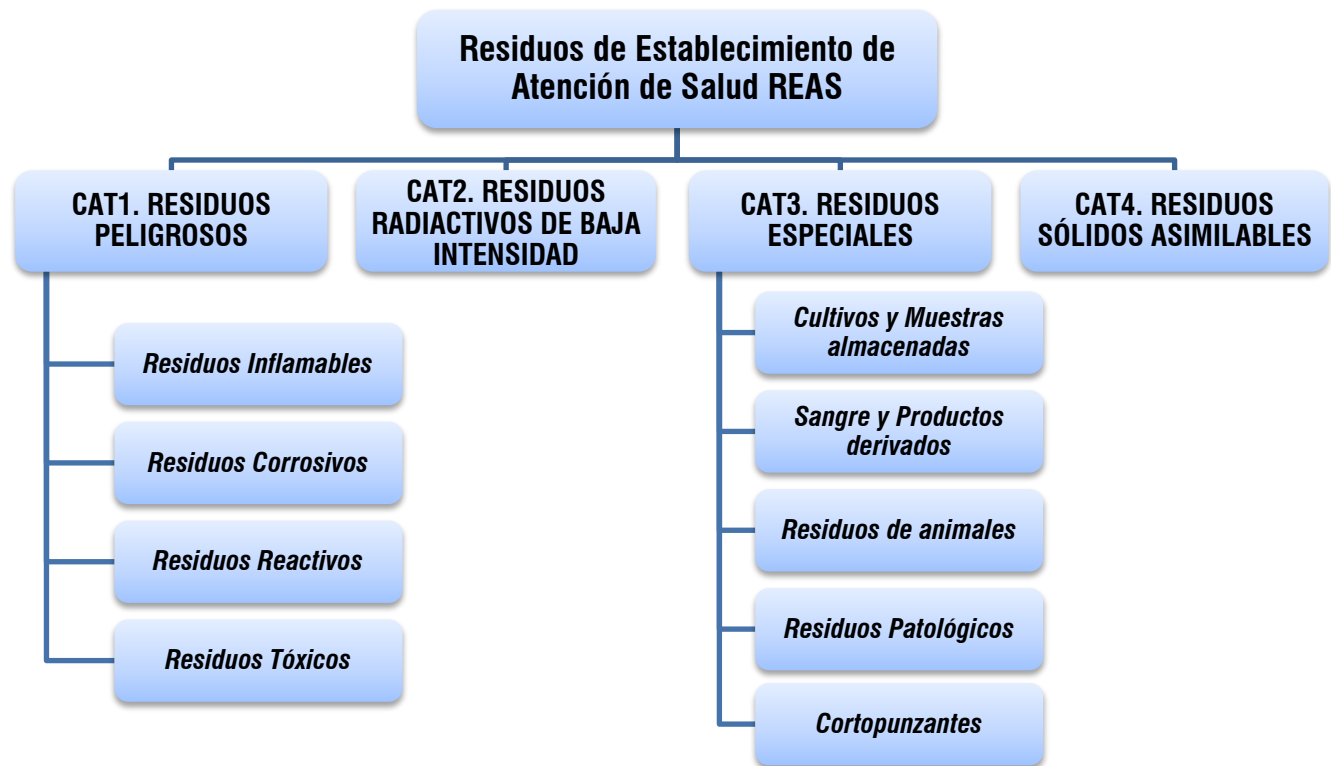 Residuos de Establecimiento de
Atención de Salud REAS
CAT1. RESIDUOS
PELIGROSOS
CAT2. RESIDUOS
RADIACTIVOS DE BAJA
INTENSIDAD
CAT3. RESIDUOS
ESPECIALES
CAT4. RESIDUOS
SÓLIDOS ASIMILABLES
Residuos Inflamables
Residuos Corrosivos
Residuos Reactivos
Residuos Tóxicos
Cultivos y Muestras
almacenadas
Sangre y Productos
derivados
Residuos de animales
Residuos Patológicos
Cortopunzantes